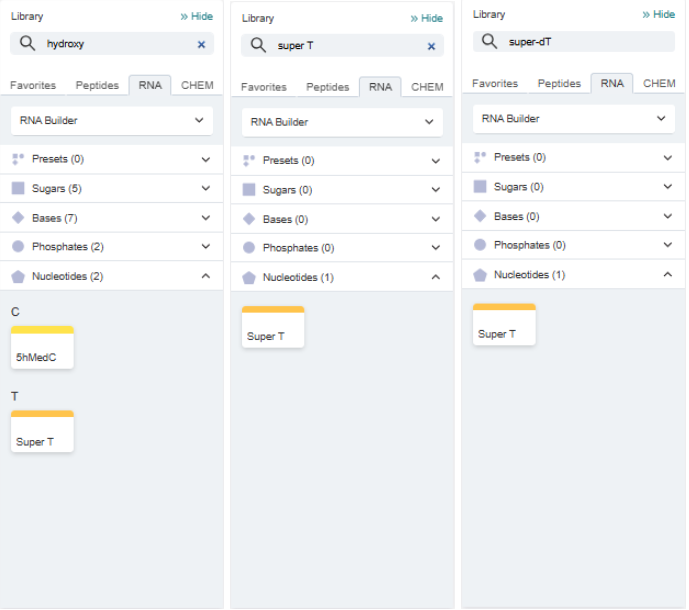 Library
» Hide
hydroxy
×
Favorites Peptides RNA CHEM
RNA Builder
Presets (0)
Sugars (5)
Bases (7)
Phosphates (2)
Nucleotides (2)
C
5hMedC
T
Super T
Library
» Hide
super T
×
Favorites Peptides RNA CHEM
RNA Builder
Presets (0)
Sugars (0)
Bases (0)
Phosphates (0)
Nucleotides (1)
Super T
Library
» Hide
super-dT
Favorites Peptides RNA CHEM
RNA Builder
Presets (0)
Sugars (0)
Bases (0)
Phosphates (0)
Nucleotides (1)
Super T